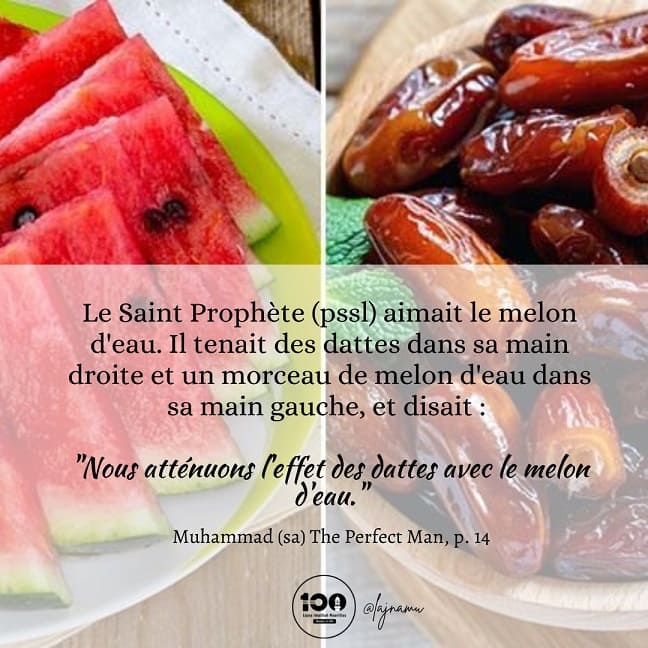 Le Saint Prophète (pssl) aimait le melon
d'eau. Il tenait des dattes dans sa main
droite et un morceau de melon d'eau dans
sa main gauche, et disait :
"Nous atténuons l'effet des dattes avec le melon
d'eau."
Muhammad (sa) The Perfect Man, p. 14
100
@lajnamu